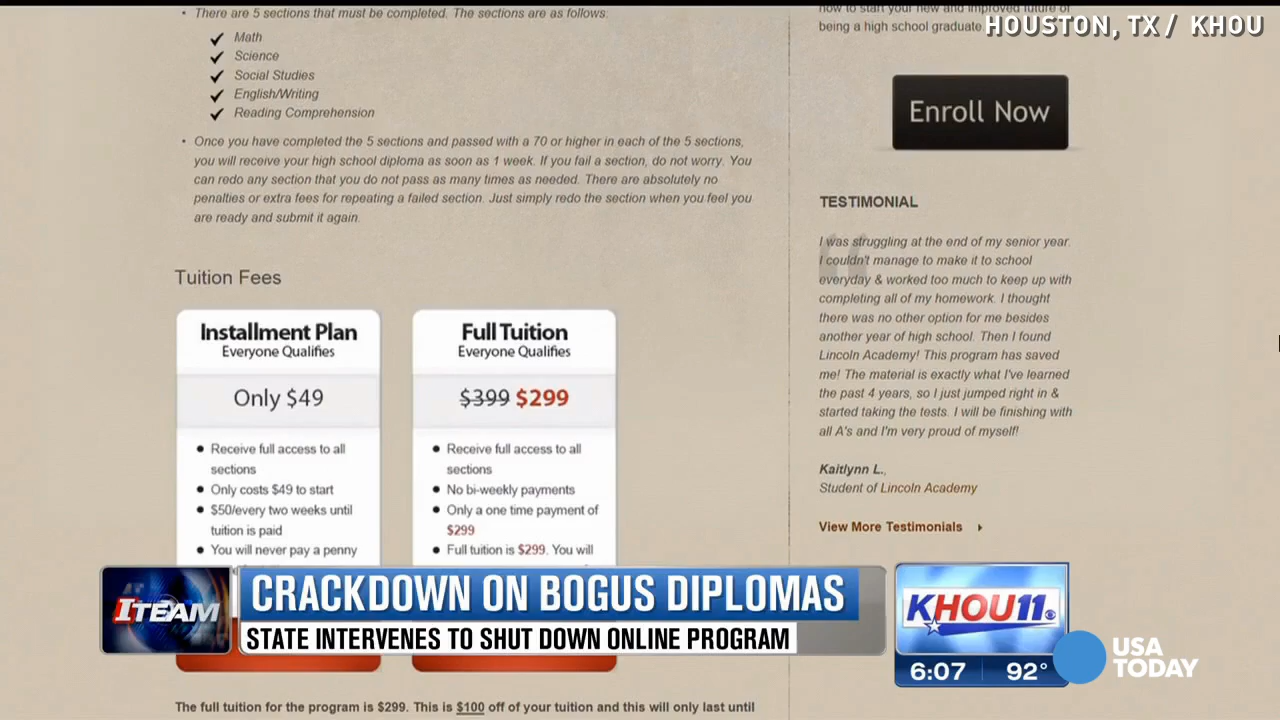 • There are 5 sections that must be completed. The sections are as follows:
Math
Science
Social Studies
English/Writing
Reading Comprehension
• Once you have completed the 5 sections and passed with a 70 or higher in each of the 5 sections,
you will receive your high school diploma as soon as 1 week. If you fail a section, do not worry. You
can redo any section that you do not pass as many times as needed. There are absolutely no
penalties or extra fees for repeating a failed section. Just simply redo the section when you feel you
are ready and submit it again.
Tuition Fees
Installment Plan
Everyone Qualifies
Only $49
• Receive full access to all
sections
• Only costs $49 to start
• $50/every two weeks until
tuition is paid
• You will never pay a penny
Full Tuition
Everyone Qualifies
$399 $299
• Receive full access to all
sections
• No bi-weekly payments
• Only a one time payment of
$299
• Full tuition is $299. You will
The full tuition for the program is $299. This is $100 off of your tuition and this will only last until
how to start your new and improved future of
being a high school graduate
HOUSTON, TX / KHOU
Enroll Now
TESTIMONIAL
I was struggling at the end of my senior year.
I couldn't manage to make it to school
everyday & worked too much to keep up with
completing all of my homework. I thought
there was no other option for me besides
another year of high school. Then I found
Lincoln Academy! This program has saved
me! The material is exactly what I've learned
the past 4 years, so I just jumped right in &
started taking the tests. I will be finishing with
all A's and I'm very proud of myself!
Kaitlynn L.,
Student of Lincoln Academy
View More Testimonials
ITEAM
CRACKDOWN ON BOGUS DIPLOMAS
STATE INTERVENES TO SHUT DOWN ONLINE PROGRAM
KHOU11
6:07 92°
USA
TODAY